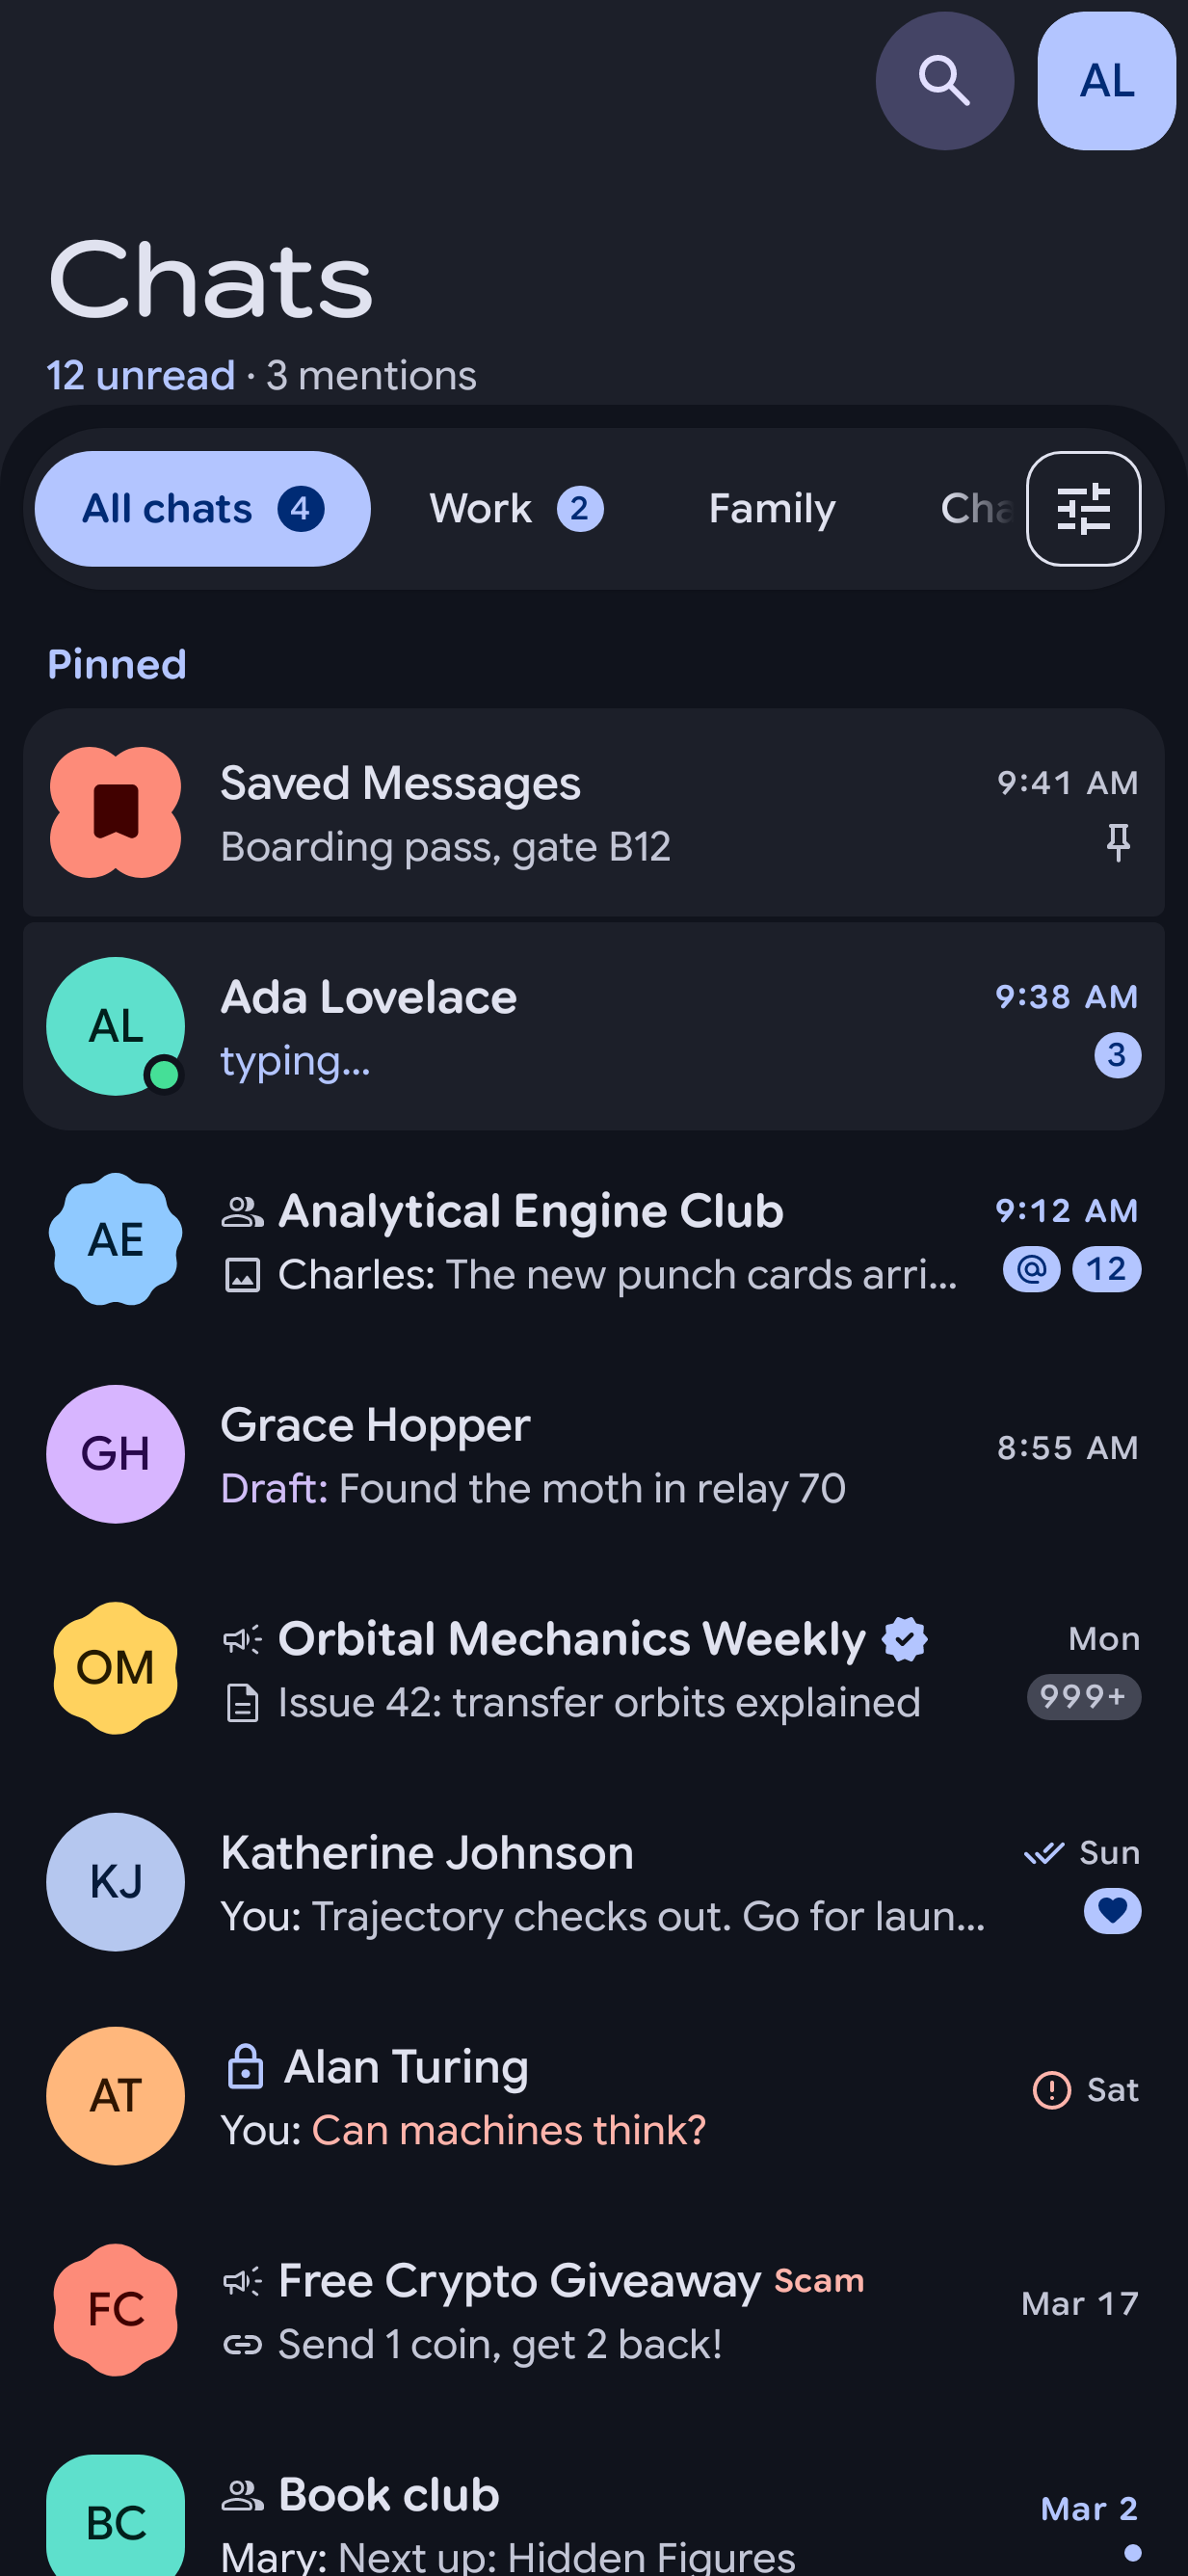 AL
Chats
12 unread · 3 mentions
All chats 4 Work 2 Family Cha
Pinned
Saved Messages 9:41 AM
Boarding pass, gate B12
AL Ada Lovelace 9:38 AM
typing... 3
AE Analytical Engine Club 9:12 AM
Charles: The new punch cards arri... @ 12
GH Grace Hopper 8:55 AM
Draft: Found the moth in relay 70
OM Orbital Mechanics Weekly Mon
Issue 42: transfer orbits explained 999+
KJ Katherine Johnson Sun
You: Trajectory checks out. Go for laun...
AT Alan Turing Sat
You: Can machines think?
FC Free Crypto Giveaway Scam Mar 17
Send 1 coin, get 2 back!
BC Book club Mar 2
Mary: Next up: Hidden Figures